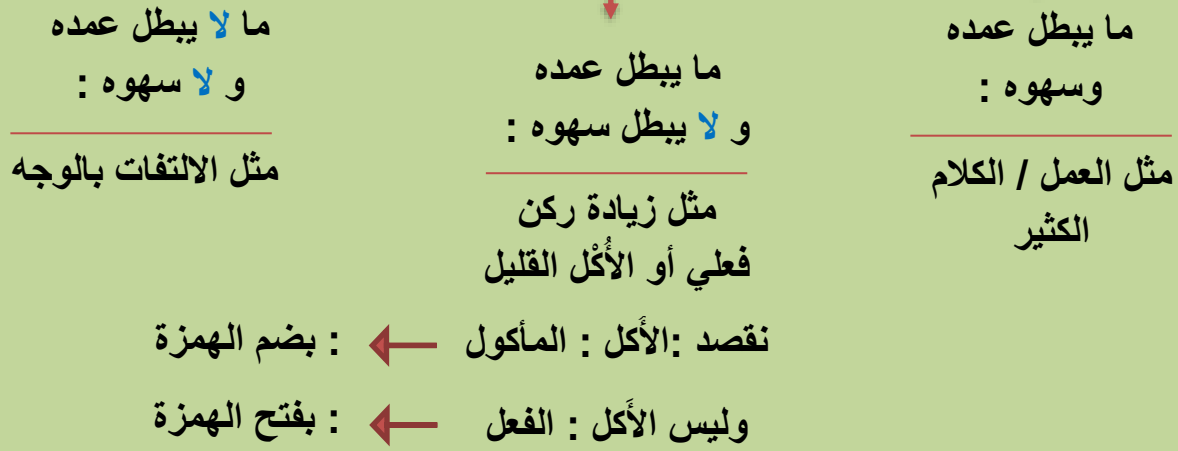 ما يبطل عمده
وسهوه :
مثل العمل / الكلام
الكثير
ما يبطل عمده
و لا يبطل سهوه :
مثل زيادة ركن
فعلي أو الأُكْل القليل
ما لا يبطل عمده
و لا سهوه :
مثل الالتفات بالوجه
نقصد :الأُكل : المأكول : بضم الهمزة
وليس الأَكل : الفعل : بفتح الهمزة